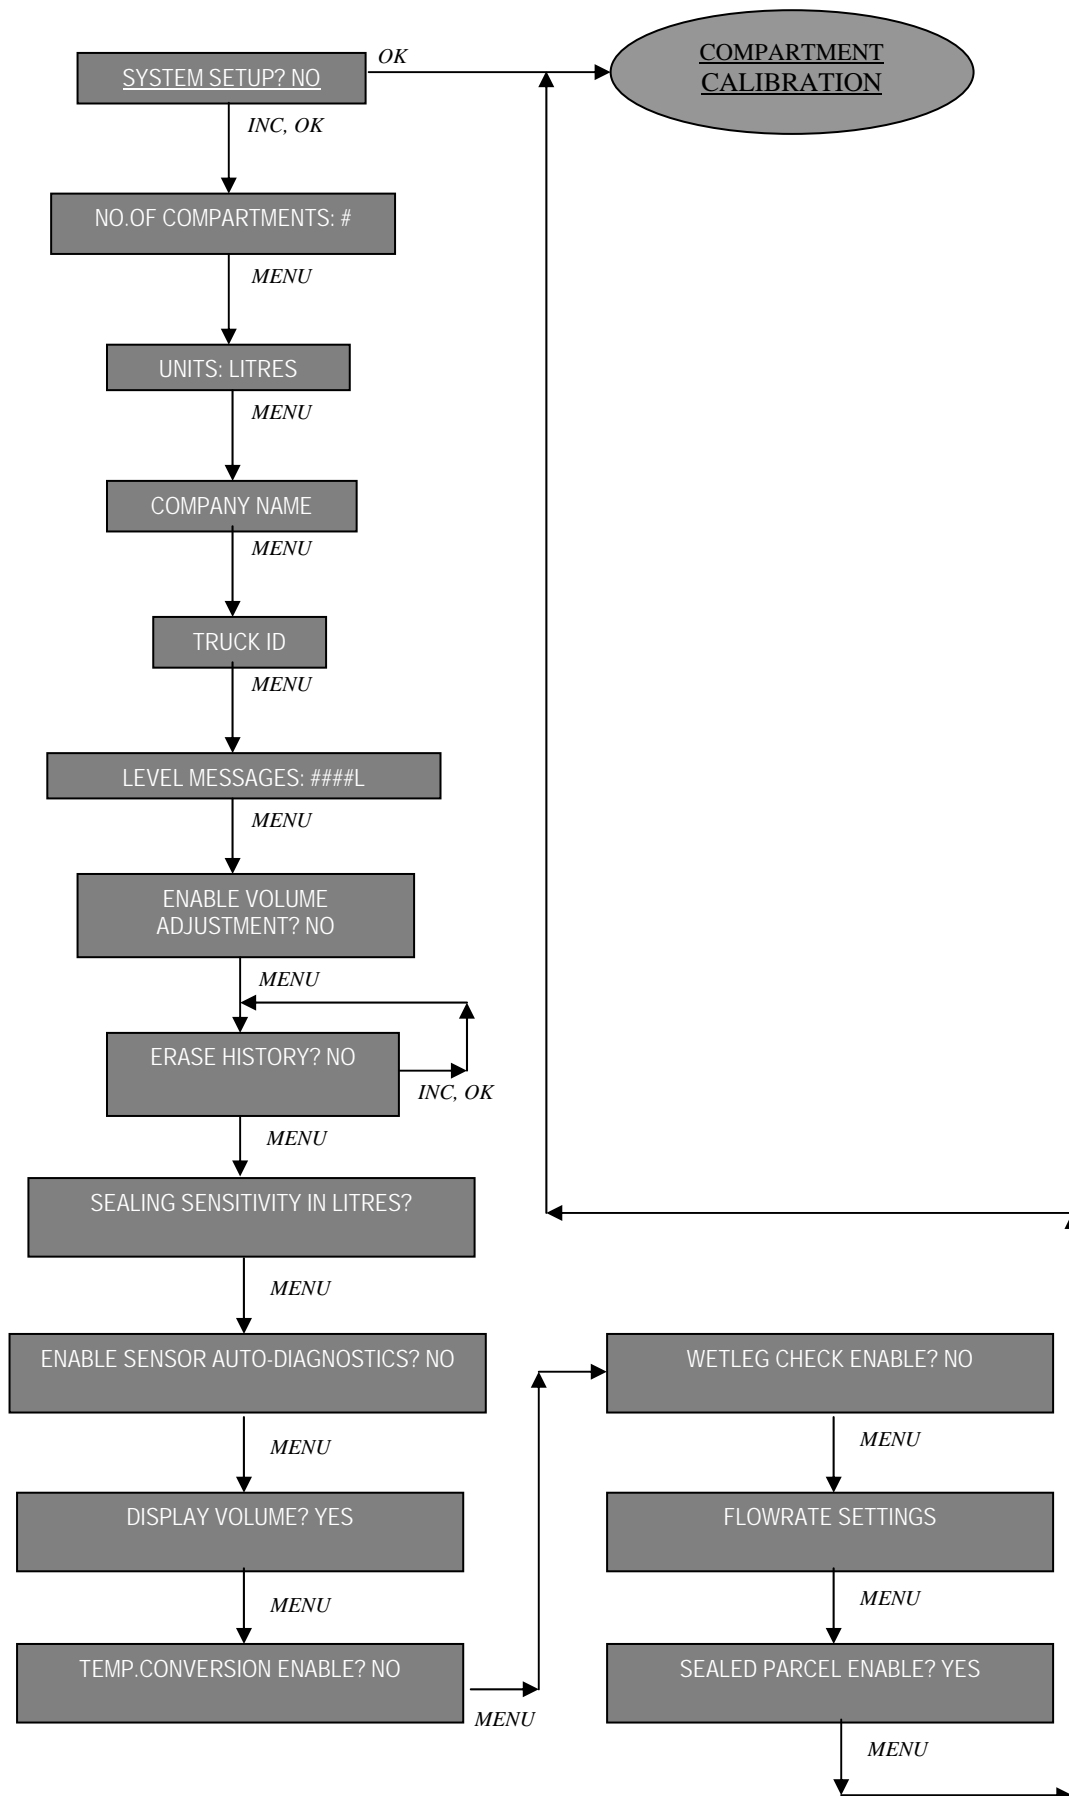 SYSTEM SETUP? NO
OK
COMPARTMENT
CALIBRATION
INC, OK
NO.OF COMPARTMENTS: #
MENU
UNITS: LITRES
MENU
COMPANY NAME
MENU
TRUCK ID
MENU
LEVEL MESSAGES: ####L
MENU
ENABLE VOLUME
ADJUSTMENT? NO
MENU
ERASE HISTORY? NO
INC, OK
MENU
SEALING SENSITIVITY IN LITRES?
MENU
ENABLE SENSOR AUTO-DIAGNOSTICS? NO
MENU
DISPLAY VOLUME? YES
MENU
TEMP.CONVERSION ENABLE? NO
MENU
WETLEG CHECK ENABLE? NO
MENU
FLOWRATE SETTINGS
MENU
SEALED PARCEL ENABLE? YES
MENU